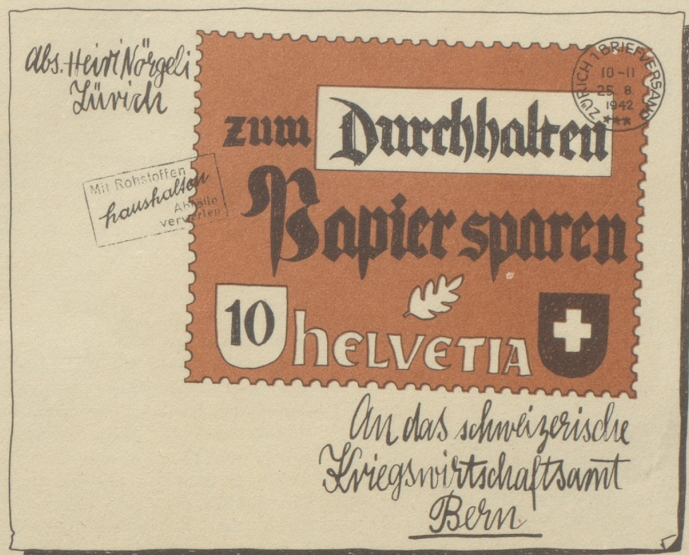 Abs. Heiri Nörgeli
Zürich
ZÜRICH 1 BRIEFVERSAND
10-11
25. 8.
1942
zum Durchhalten
Papier sparen
Mit Rohstoffen
haushalten
Abfälle
verwerten
10 HELVETIA
An das schweizerische
Kriegswirtschaftsamt
Bern